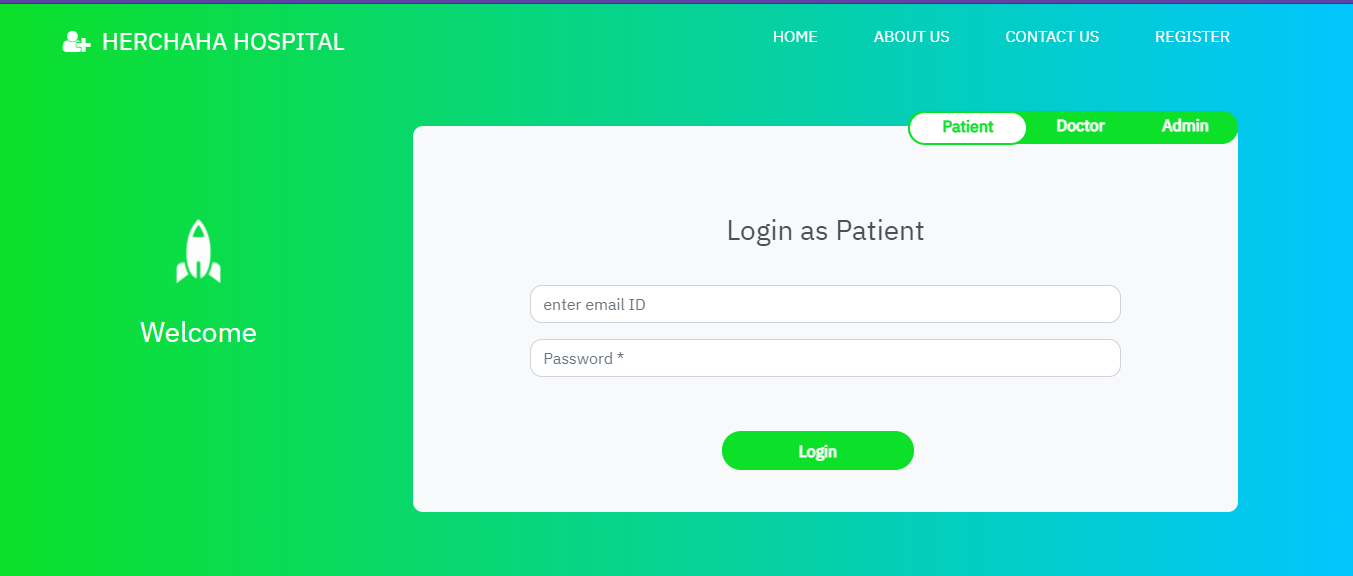 HERCHAHA HOSPITAL
HOME ABOUT US CONTACT US REGISTER
Patient Doctor Admin
Login as Patient
enter email ID
Password *
Login
Welcome